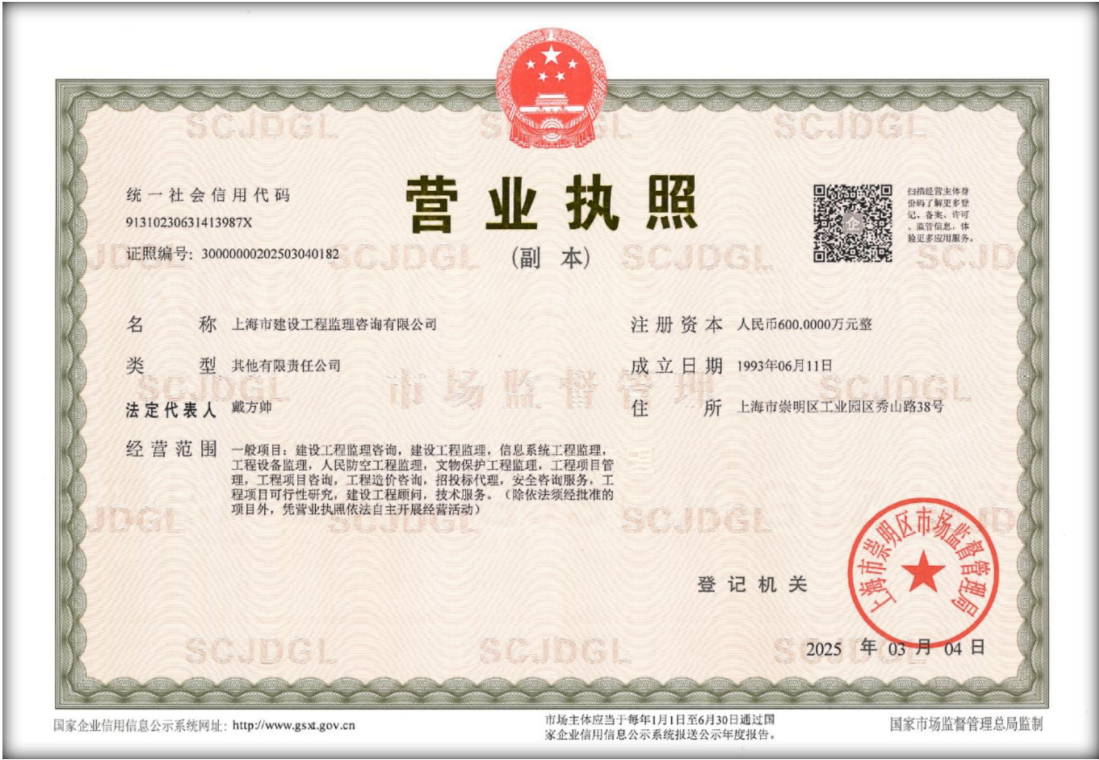 统一社会信用代码
91310230631413987X
证照编号：30000000202503040182
营业执照
（副 本）
企
扫描经营主体身
份码了解更多登
记、备案、许可
、监管信息，体
验更多应用服务。
名 称 上海市建设工程监理咨询有限公司
类 型 其他有限责任公司
法定代表人 戴方帅
经营范围 一般项目：建设工程监理咨询，建设工程监理，信息系统工程监理，
工程设备监理，人民防空工程监理，文物保护工程监理，工程项目管
理，工程项目咨询，工程造价咨询，招投标代理，安全咨询服务，工
程项目可行性研究，建设工程顾问，技术服务。（除依法须经批准的
项目外，凭营业执照依法自主开展经营活动）
注册资本 人民币600.0000万元整
成立日期 1993年06月11日
住 所 上海市崇明区工业园区秀山路38号
SCJDGL
市场监督管理
登记机关
上海市崇明区市场监督管理局
2025 年 03 月 04 日
国家企业信用信息公示系统网址：http://www.gsxt.gov.cn
市场主体应当于每年1月1日至6月30日通过国
家企业信用信息公示系统报送公示年度报告。
国家市场监督管理总局监制